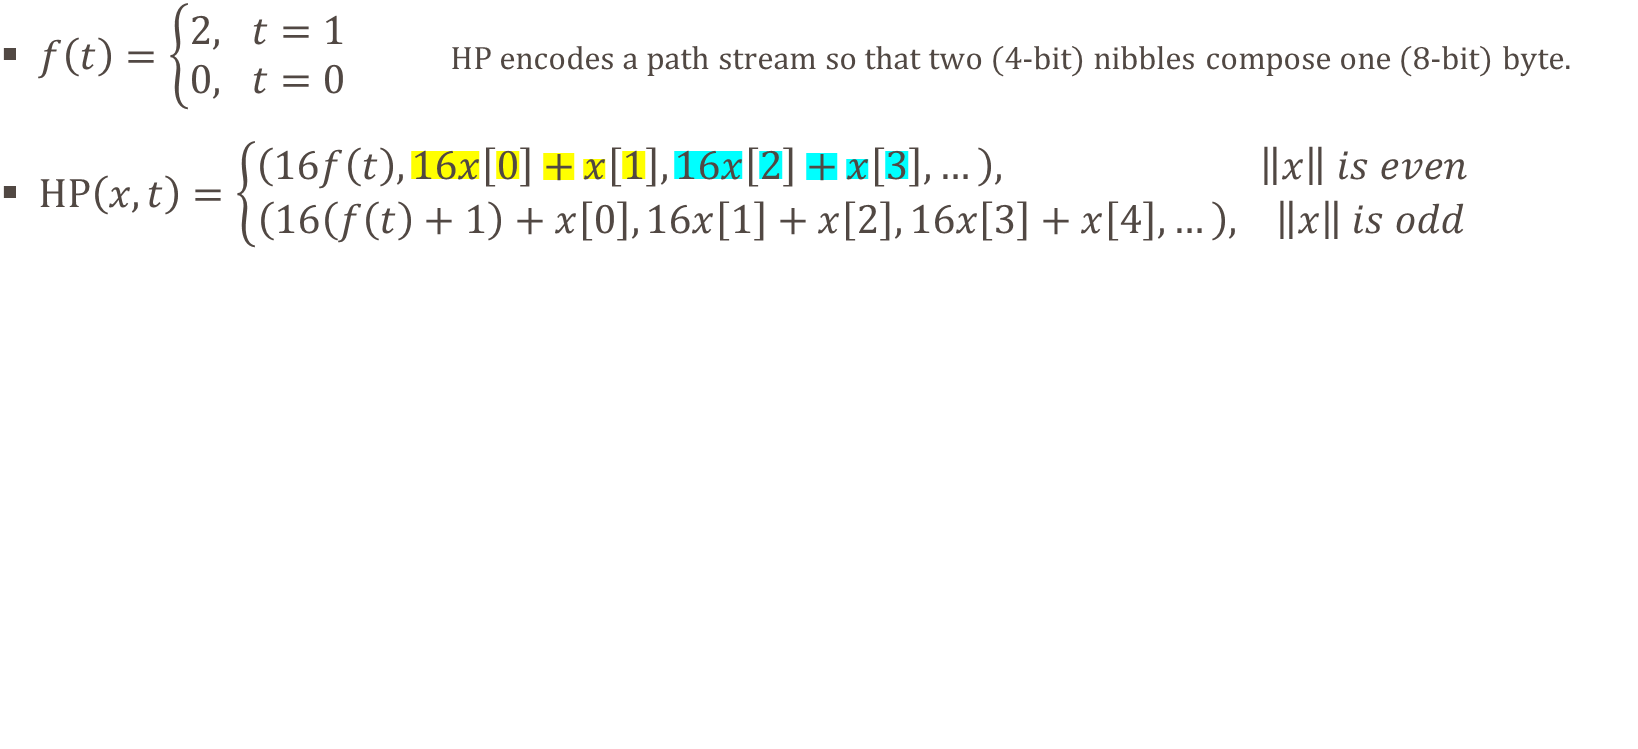 ▪ f(t) = {2, t = 1
0, t = 0
HP encodes a path stream so that two (4-bit) nibbles compose one (8-bit) byte.
▪ HP(x, t) = {(16f(t), 16x[0] + x[1], 16x[2] + x[3], … ), ‖x‖ is even
(16(f(t) + 1) + x[0], 16x[1] + x[2], 16x[3] + x[4], … ), ‖x‖ is odd